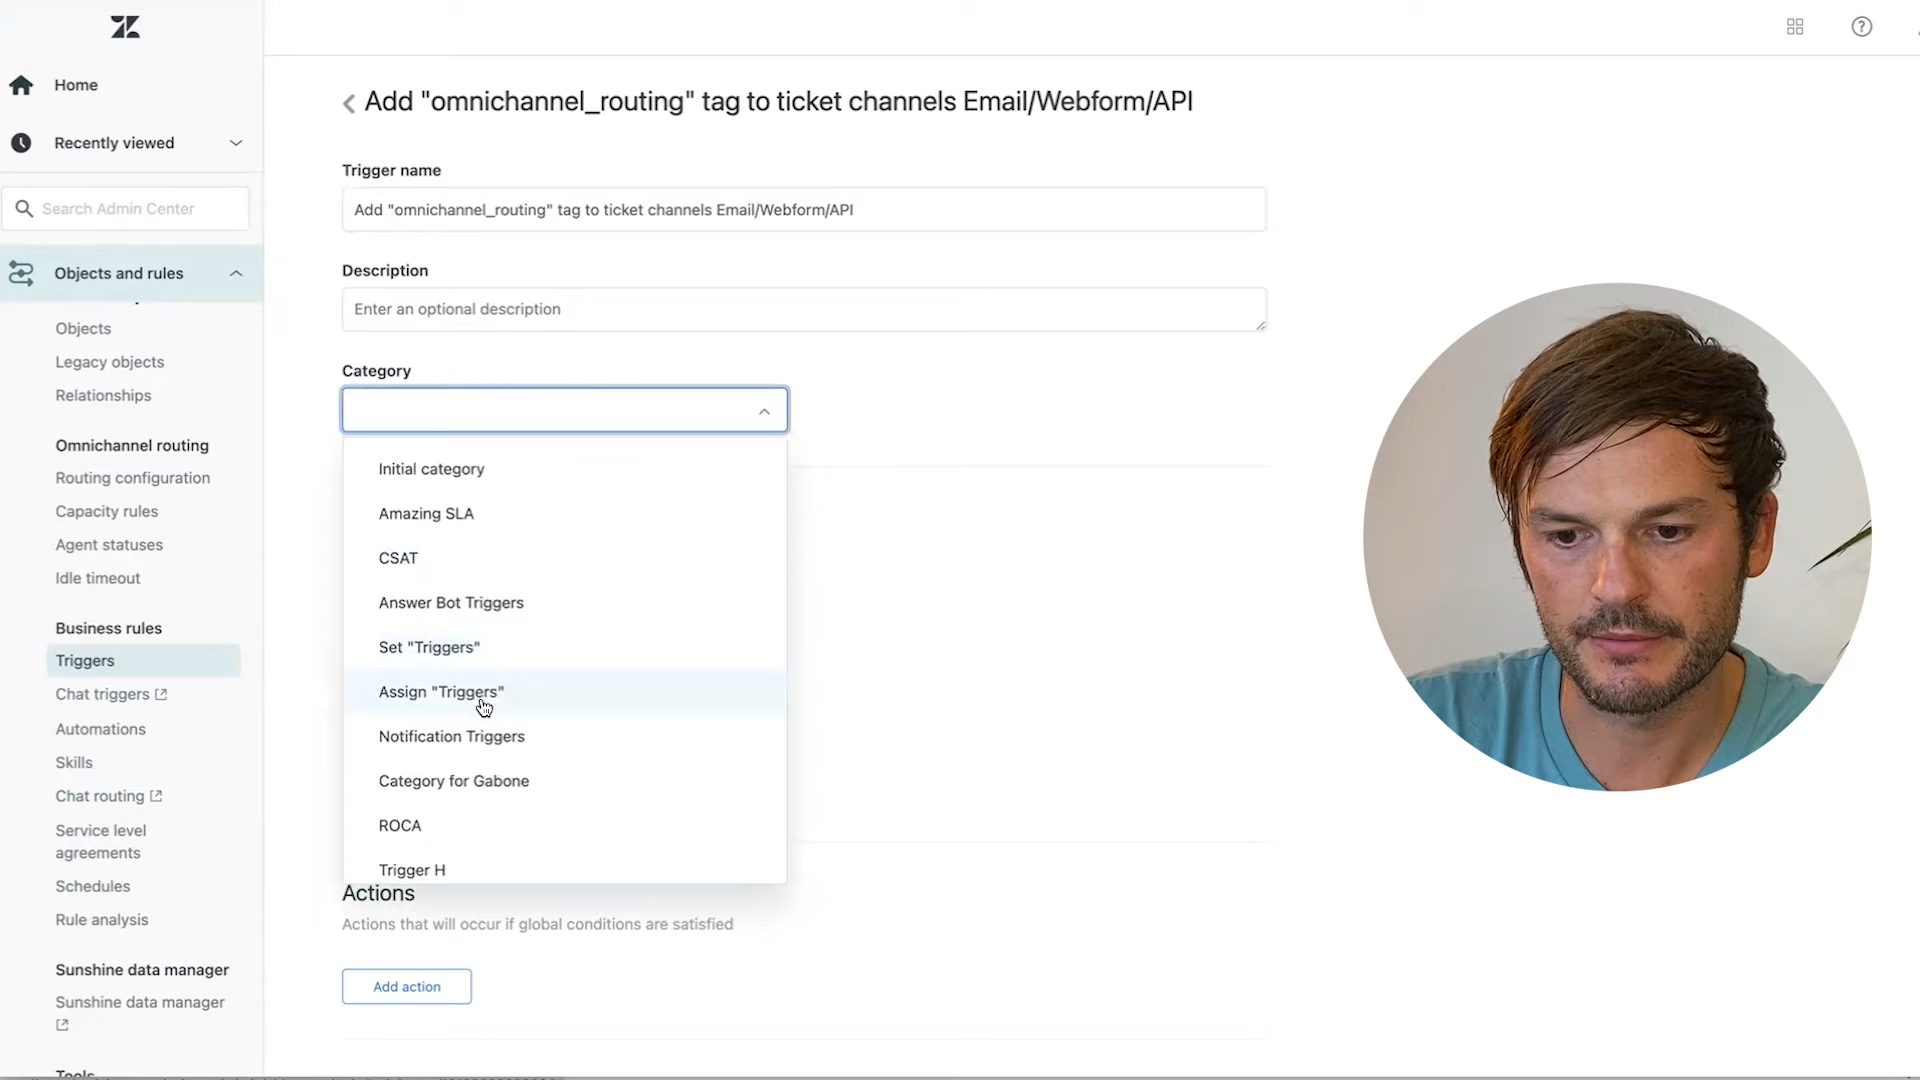 Home
Recently viewed
Search Admin Center
Objects and rules
Objects
Legacy objects
Relationships
Omnichannel routing
Routing configuration
Capacity rules
Agent statuses
Idle timeout
Business rules
Triggers
Chat triggers
Automations
Skills
Chat routing
Service level
agreements
Schedules
Rule analysis
Sunshine data manager
Sunshine data manager
Tools
Add "omnichannel_routing" tag to ticket channels Email/Webform/API
Trigger name
Add "omnichannel_routing" tag to ticket channels Email/Webform/API
Description
Enter an optional description
Category
Initial category
Amazing SLA
CSAT
Answer Bot Triggers
Set "Triggers"
Assign "Triggers"
Notification Triggers
Category for Gabone
ROCA
Trigger H
Actions
Actions that will occur if global conditions are satisfied
Add action